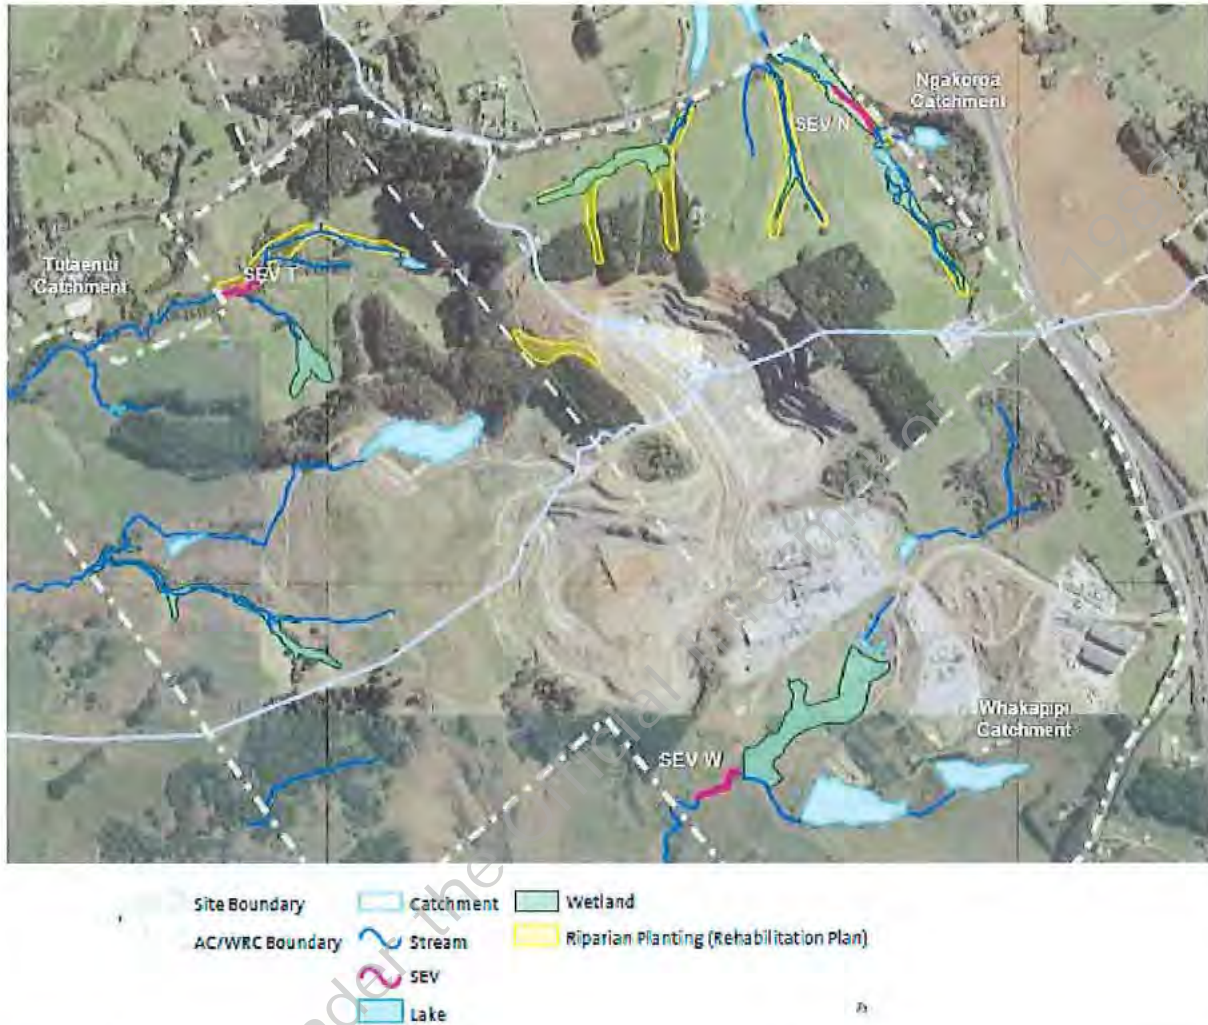 Ngakoroa
Catchment
SEV N
Tutaenui
Catchment
SEV T
Whakapipi
Catchment
SEV W
Site Boundary
Catchment
Wetland
AC/WRC Boundary
Stream
Riparian Planting (Rehabilitation Plan)
SEV
Lake